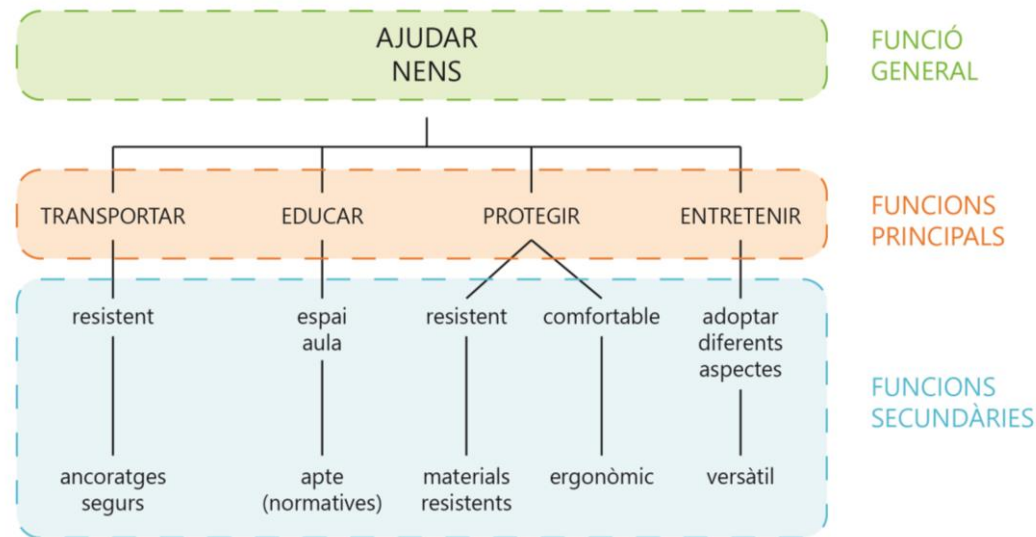 AJUDAR
NENS
FUNCIÓ
GENERAL
TRANSPORTAR
EDUCAR
PROTEGIR
ENTRETENIR
FUNCIONS
PRINCIPALS
resistent
espai
aula
resistent
comfortable
adoptar
diferents
aspectes
FUNCIONS
SECUNDÀRIES
ancoratges
segurs
apte
(normatives)
materials
resistents
ergonòmic
versàtil